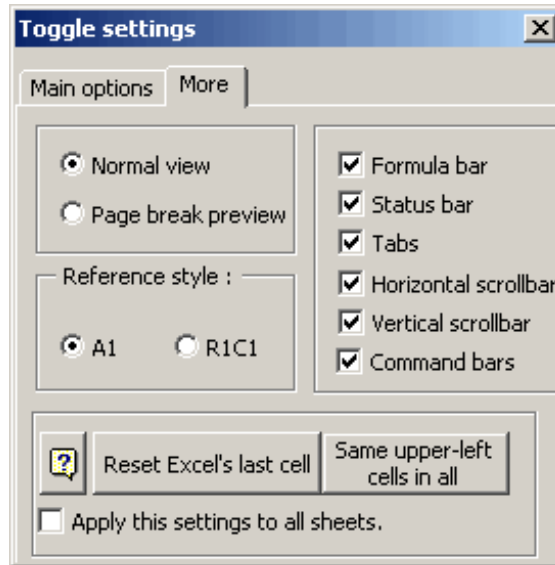 Toggle settings
Main options
More
Normal view
Page break preview
Reference style :
A1
R1C1
Formula bar
Status bar
Tabs
Horizontal scrollbar
Vertical scrollbar
Command bars
?
Reset Excel's last cell
Same upper-left
cells in all
Apply this settings to all sheets.